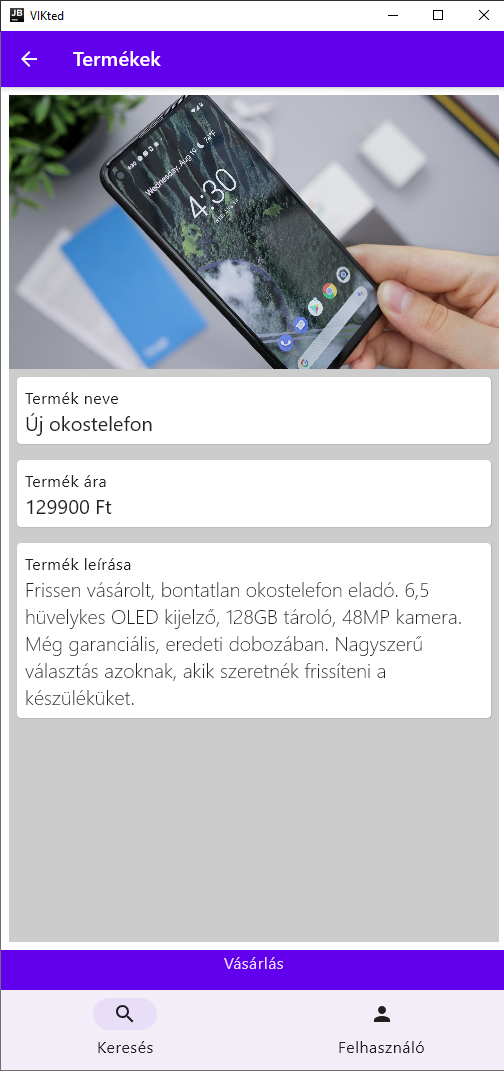 JB
VIKted
Termékek
Wednesday, Aug 19
74°F
4:30
Termék neve
Új okostelefon
Termék ára
129900 Ft
Termék leírása
Frissen vásárolt, bontatlan okostelefon eladó. 6,5
hüvelykes OLED kijelző, 128GB tároló, 48MP kamera.
Még garanciális, eredeti dobozában. Nagyszerű
választás azoknak, akik szeretnék frissíteni a
készüléküket.
Vásárlás
Keresés
Felhasználó